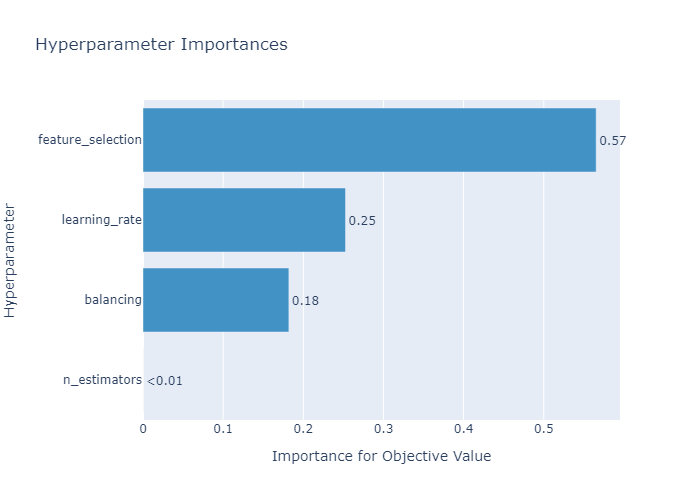 Hyperparameter Importances
Hyperparameter
feature_selection
0.57
learning_rate
0.25
balancing
0.18
n_estimators
<0.01
0
0.1
0.2
0.3
0.4
0.5
Importance for Objective Value